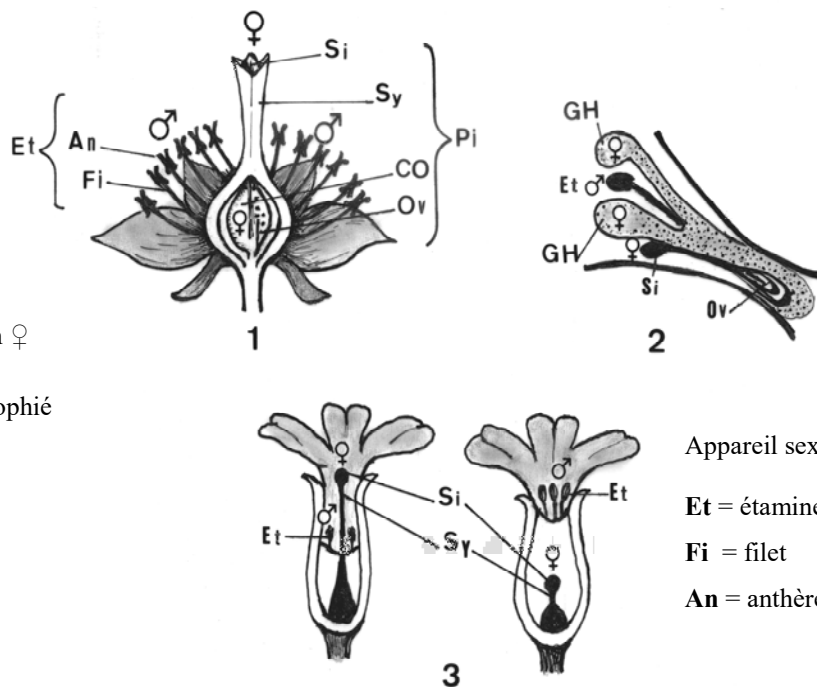 ♀
Si
Sy
Et
An
♂
♂
Pi
Fi
CO
Ov
♀
1
GH
♀
Et ♂
♀
GH
♀
Si
Ov
2
♀
ophié
♀
♂
Si
Et
Sy
♂
Et
♀
3
Appareil sex
Et = étamine
Fi = filet
An = anthère